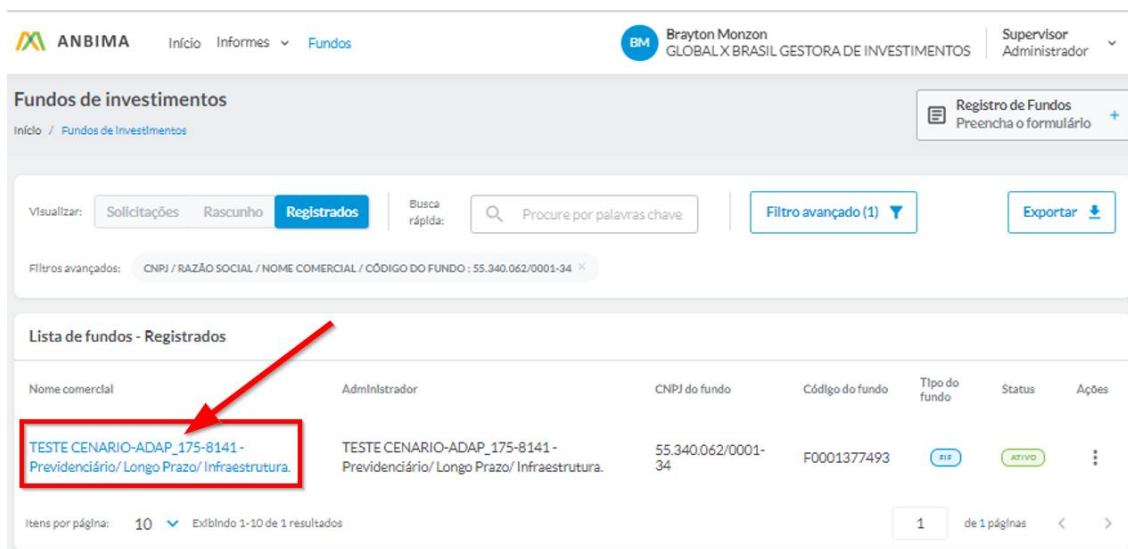 ANBIMA Início Informes Fundos
BM Brayton Monzon
GLOBAL X BRASIL GESTORA DE INVESTIMENTOS
Supervisor
Administrador
Fundos de investimentos
Início / Fundos de Investimentos
Registro de Fundos
Preencha o formulário +
Visualizar: Solicitações Rascunho Registrados
Busca
rápida:
Procure por palavras chave
Filtro avançado (1)
Exportar
Filtros avançados: CNPJ / RAZÃO SOCIAL / NOME COMERCIAL / CÓDIGO DO FUNDO : 55.340.062/0001-34 ×
Lista de fundos - Registrados
Nome comercial
Administrador
CNPJ do fundo
Código do fundo
Tipo do
fundo
Status
Ações
TESTE CENARIO-ADAP_175-8141 -
Previdenciário/ Longo Prazo/ Infraestrutura.
TESTE CENARIO-ADAP_175-8141 -
Previdenciário/ Longo Prazo/ Infraestrutura.
55.340.062/0001-
34
F0001377493
FIF
ATIVO
Itens por página: 10 Exibindo 1-10 de 1 resultados
1 de 1 páginas < >